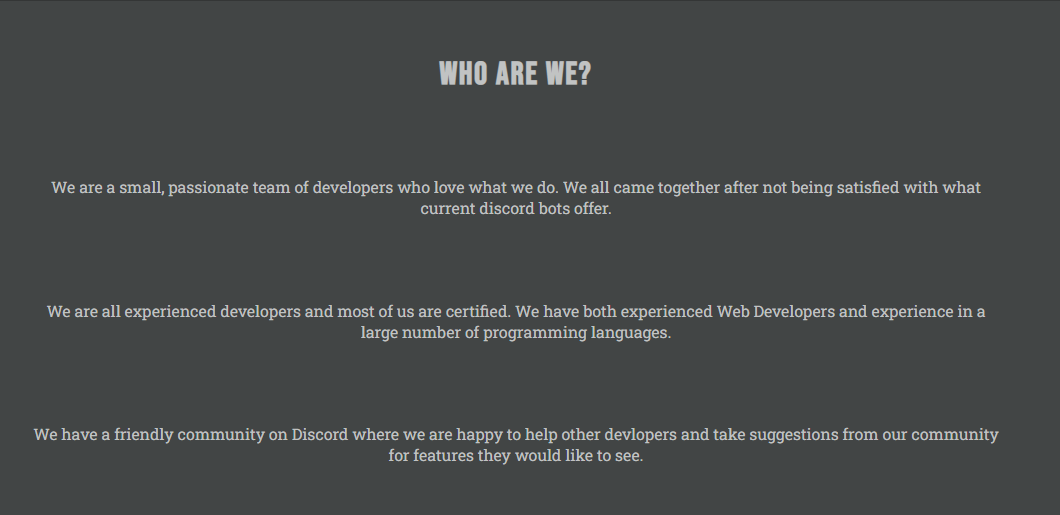 WHO ARE WE?
We are a small, passionate team of developers who love what we do. We all came together after not being satisfied with what
current discord bots offer.
We are all experienced developers and most of us are certified. We have both experienced Web Developers and experience in a
large number of programming languages.
We have a friendly community on Discord where we are happy to help other devlopers and take suggestions from our community
for features they would like to see.